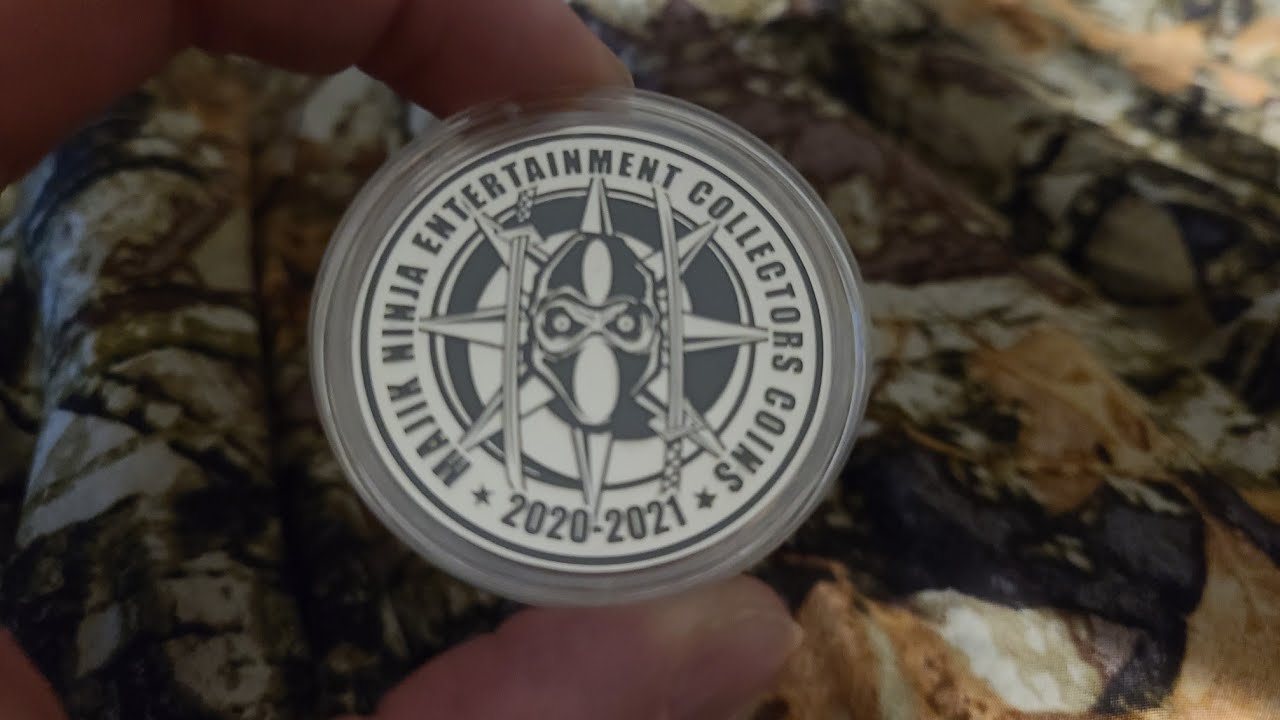 MAJIK NINJA ENTERTAINMENT COLLECTORS COINS
★ 2020-2021 ★